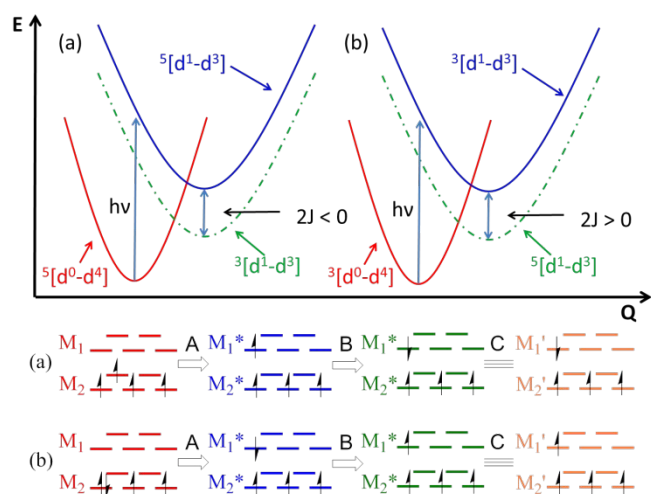 E
(a)
(b)
⁵[d¹-d³]
³[d¹-d³]
hν
2J < 0
hν
2J > 0
⁵[d⁰-d⁴]
³[d¹-d³]
³[d⁰-d⁴]
⁵[d¹-d³]
Q
(a) M₁ A M₁* B M₁* C M₁'
M₂ M₂* M₂* M₂'
(b) M₁ A M₁* B M₁* C M₁'
M₂ M₂* M₂* M₂'